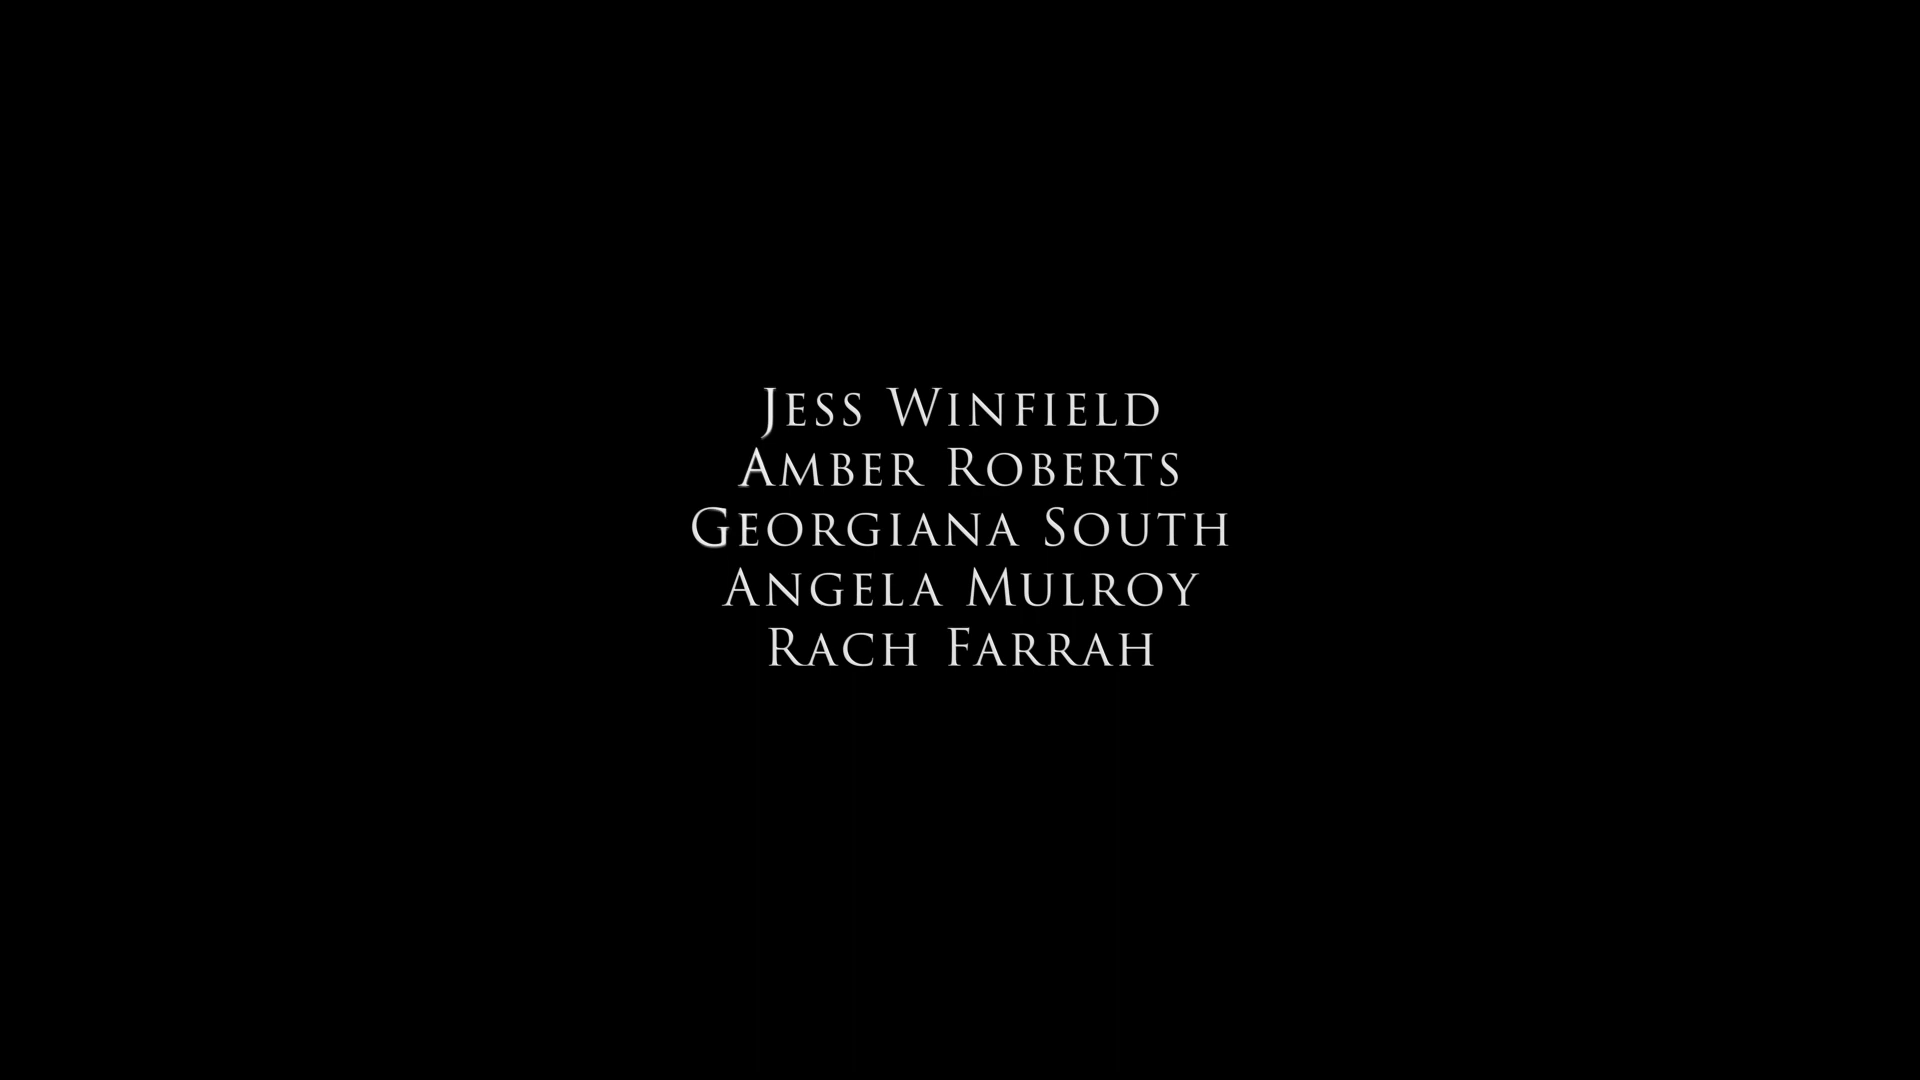 Jess Winfield
Amber Roberts
Georgiana South
Angela Mulroy
Rach Farrah